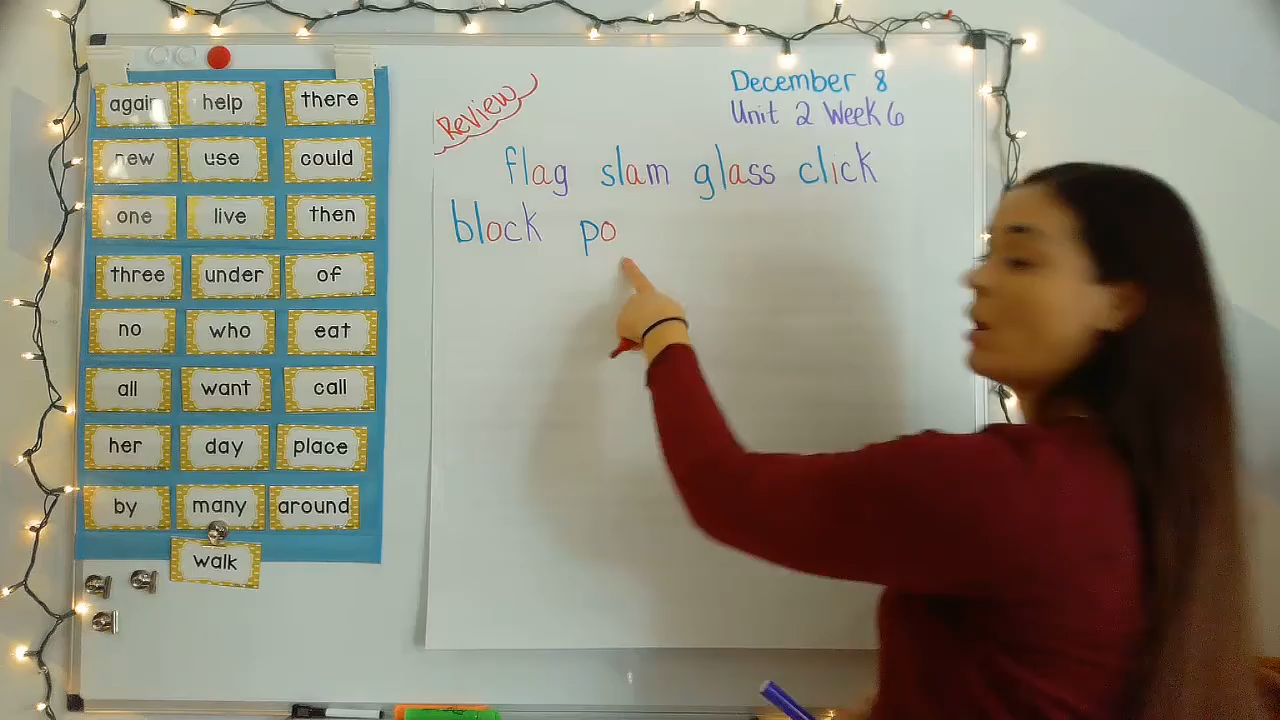 again help there
new use could
one live then
three under of
no who eat
all want call
her day place
by many around
walk
Review
December 8
Unit 2 Week 6
flag slam glass click
block po